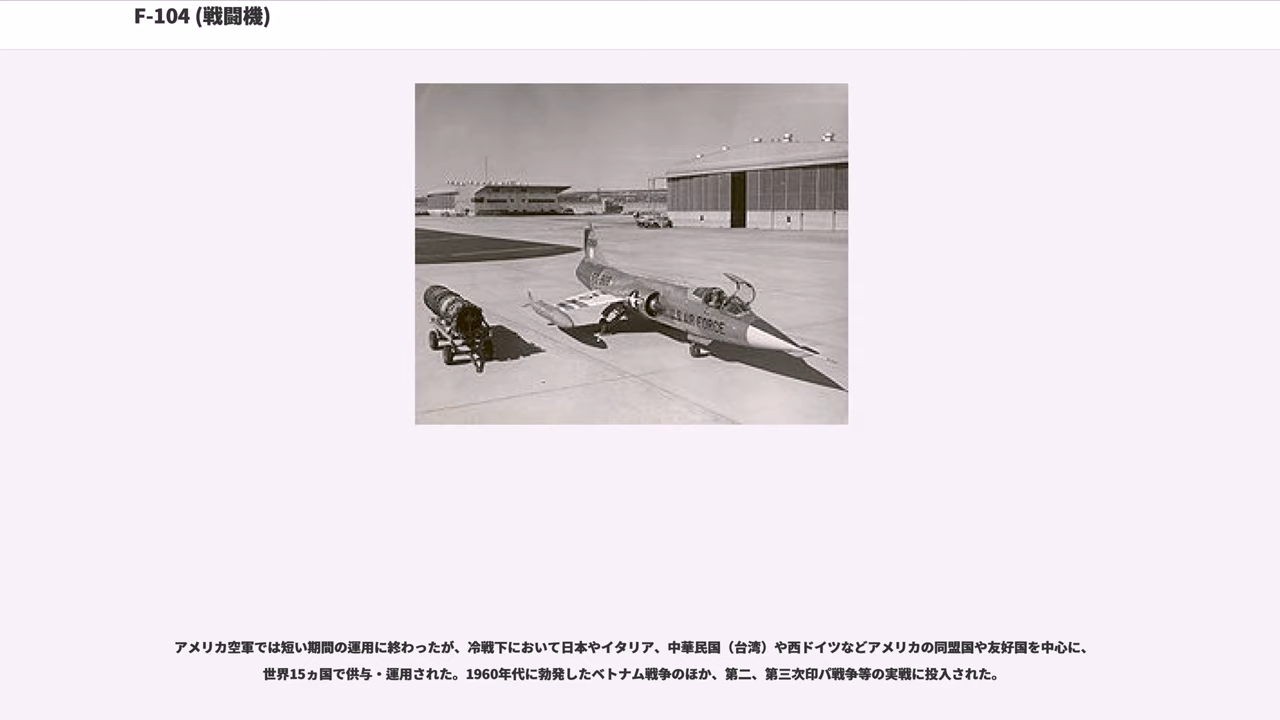 F-104 (戦闘機)
U.S. AIR FORCE
アメリカ空軍では短い期間の運用に終わったが、冷戦下において日本やイタリア、中華民国（台湾）や西ドイツなどアメリカの同盟国や友好国を中心に、
世界15ヵ国で供与・運用された。1960年代に勃発したベトナム戦争のほか、第二、第三次印パ戦争等の実戦に投入された。